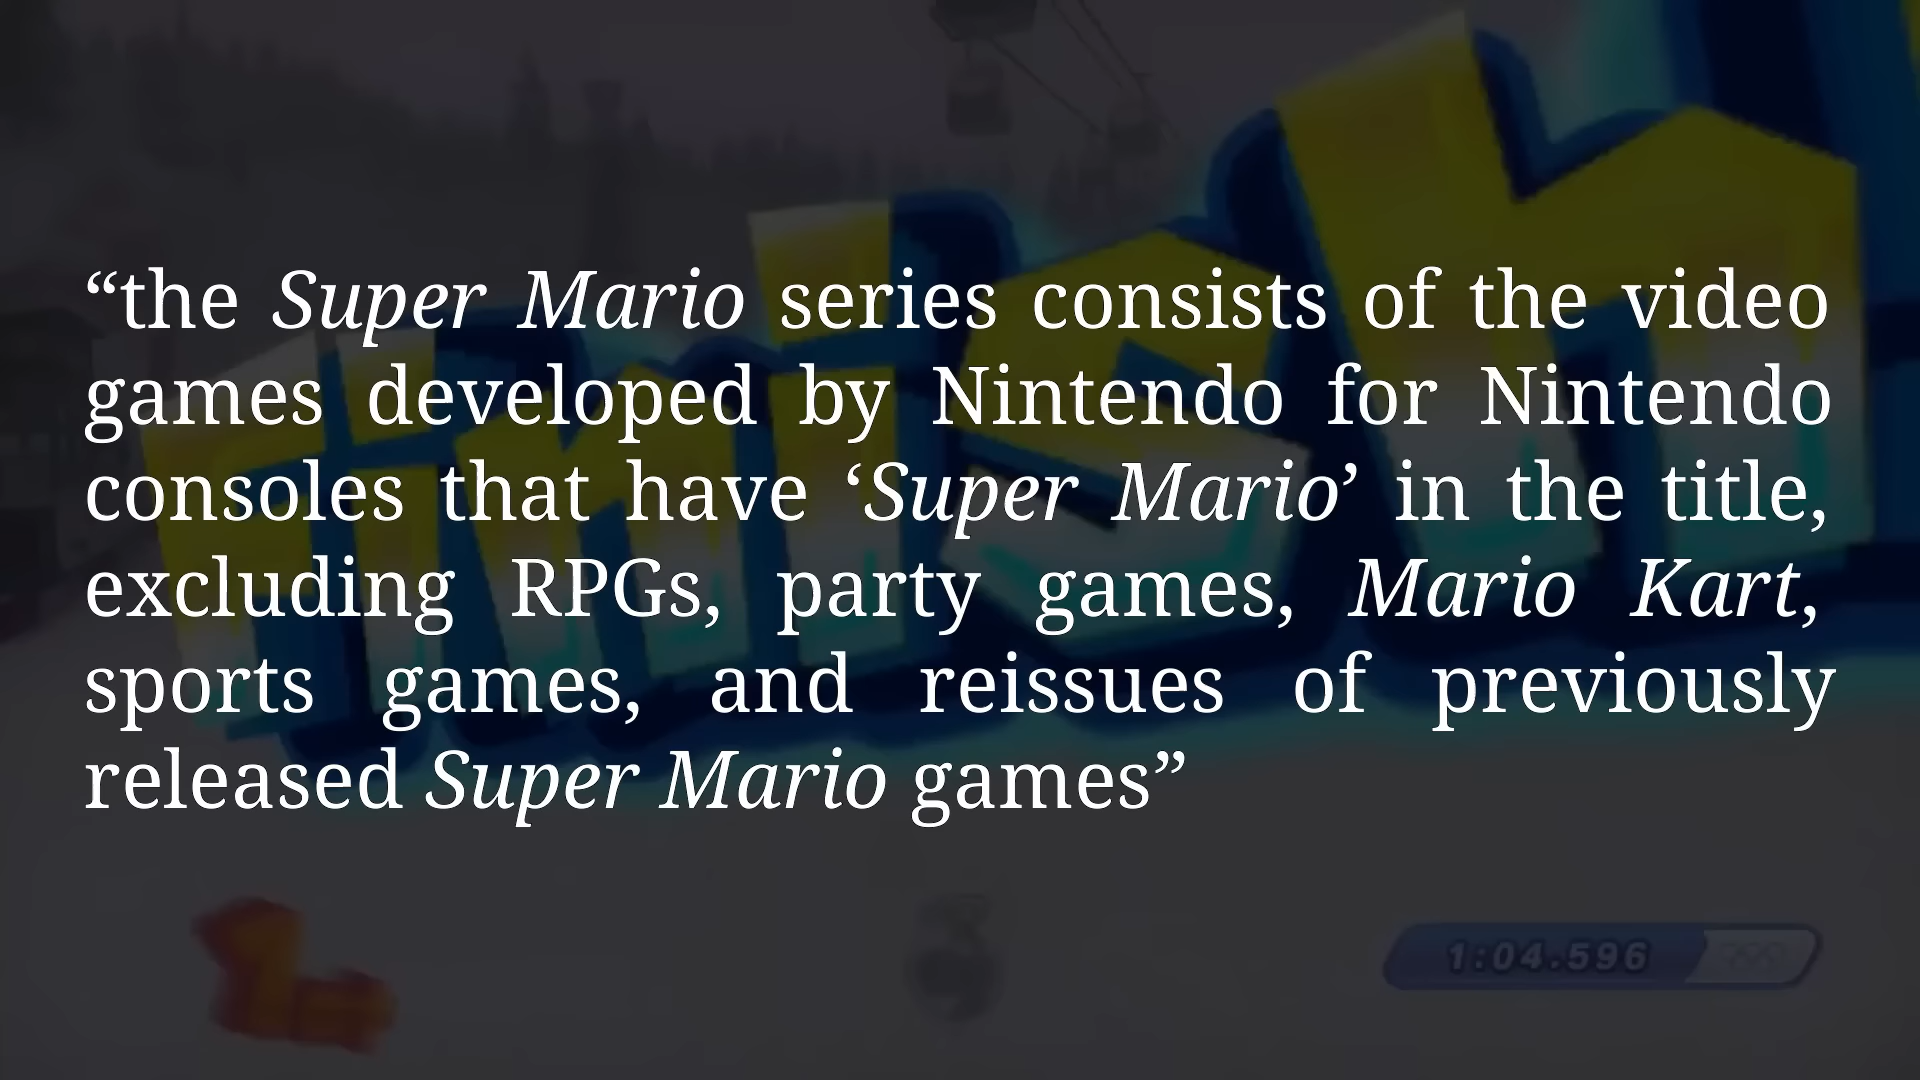 “the Super Mario series consists of the video
games developed by Nintendo for Nintendo
consoles that have ‘Super Mario’ in the title,
excluding RPGs, party games, Mario Kart,
sports games, and reissues of previously
released Super Mario games”
finish
3
1:04.596